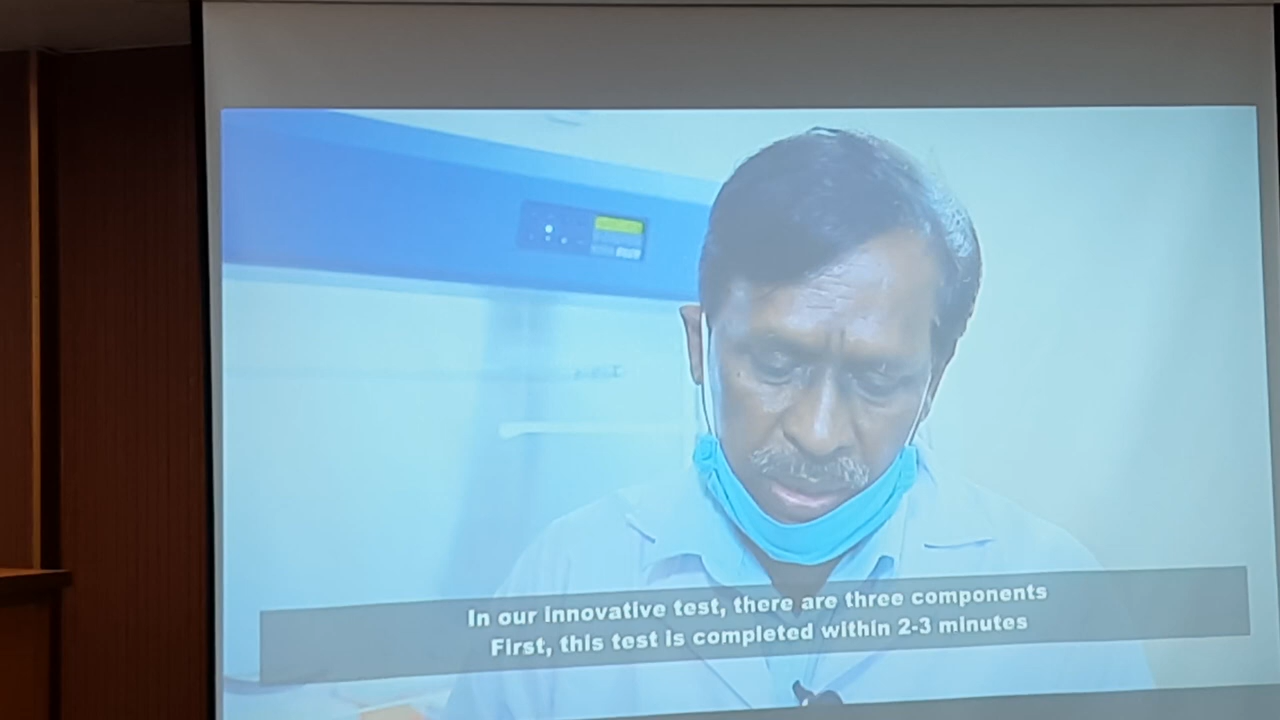 In our innovative test, there are three components
First, this test is completed within 2-3 minutes